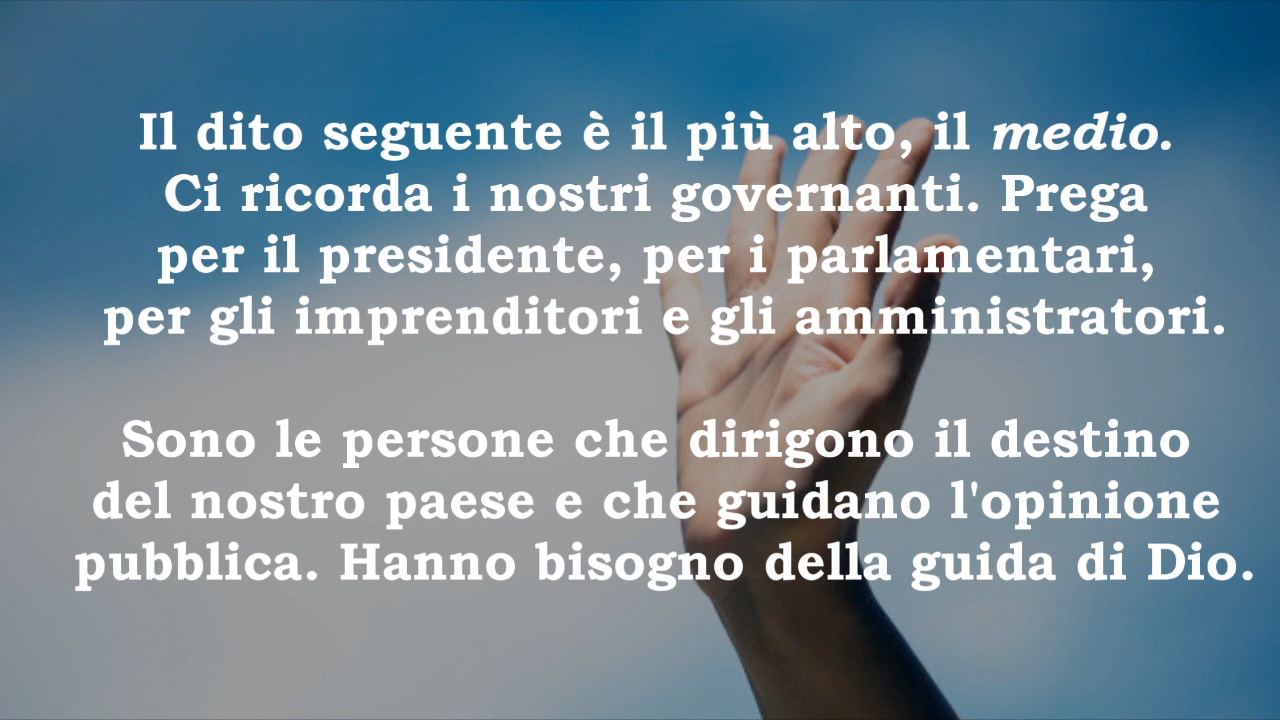 Il dito seguente è il più alto, il medio.
Ci ricorda i nostri governanti. Prega
per il presidente, per i parlamentari,
per gli imprenditori e gli amministratori.
Sono le persone che dirigono il destino
del nostro paese e che guidano l'opinione
pubblica. Hanno bisogno della guida di Dio.